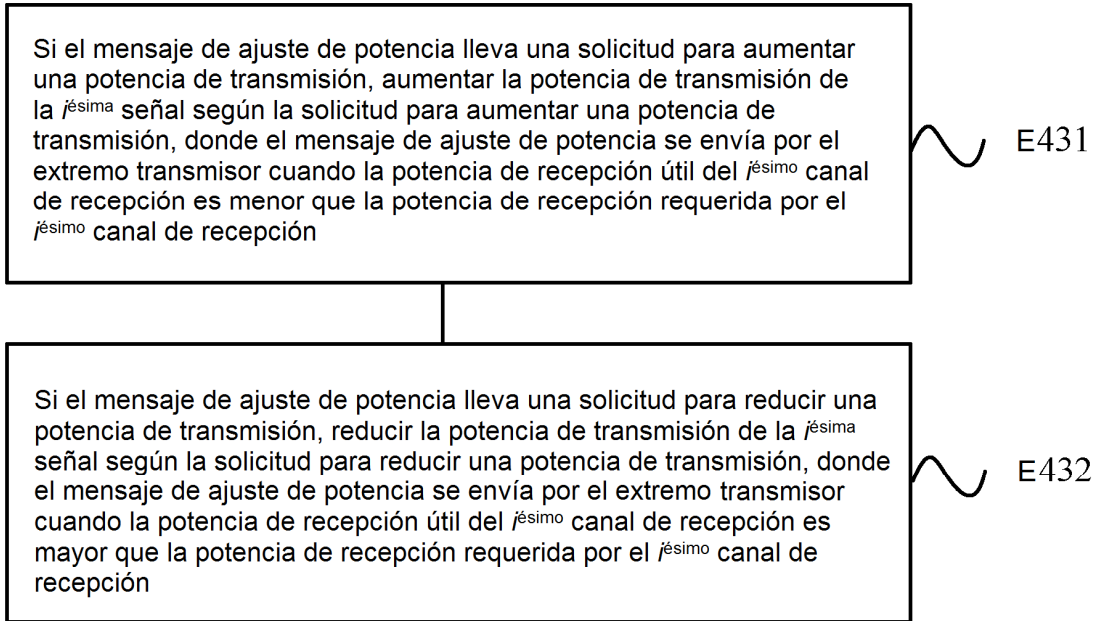 Si el mensaje de ajuste de potencia lleva una solicitud para aumentar
una potencia de transmisión, aumentar la potencia de transmisión de
la iésima señal según la solicitud para aumentar una potencia de
transmisión, donde el mensaje de ajuste de potencia se envía por el
extremo transmisor cuando la potencia de recepción útil del iésimo canal
de recepción es menor que la potencia de recepción requerida por el
iésimo canal de recepción
E431
Si el mensaje de ajuste de potencia lleva una solicitud para reducir una
potencia de transmisión, reducir la potencia de transmisión de la iésima
señal según la solicitud para reducir una potencia de transmisión, donde
el mensaje de ajuste de potencia se envía por el extremo transmisor
cuando la potencia de recepción útil del iésimo canal de recepción es
mayor que la potencia de recepción requerida por el iésimo canal de
recepción
E432